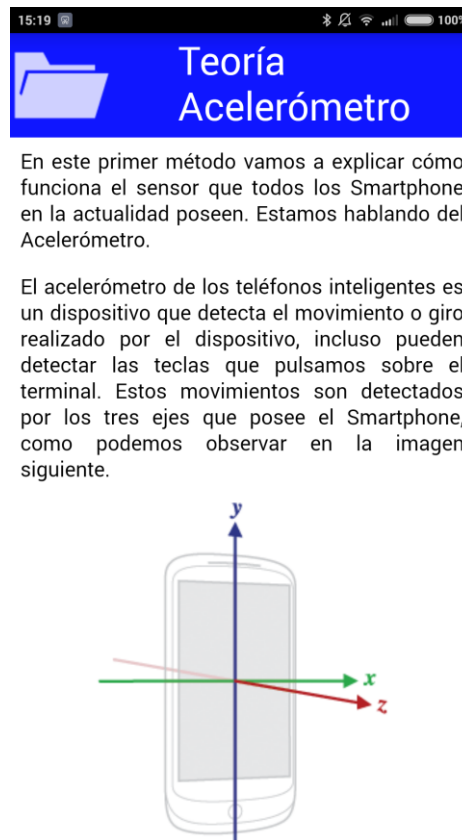 15:19 100%
Teoría
Acelerómetro
En este primer método vamos a explicar cómo
funciona el sensor que todos los Smartphone
en la actualidad poseen. Estamos hablando del
Acelerómetro.
El acelerómetro de los teléfonos inteligentes es
un dispositivo que detecta el movimiento o giro
realizado por el dispositivo, incluso pueden
detectar las teclas que pulsamos sobre el
terminal. Estos movimientos son detectados
por los tres ejes que posee el Smartphone,
como podemos observar en la imagen
siguiente.
y
x
z